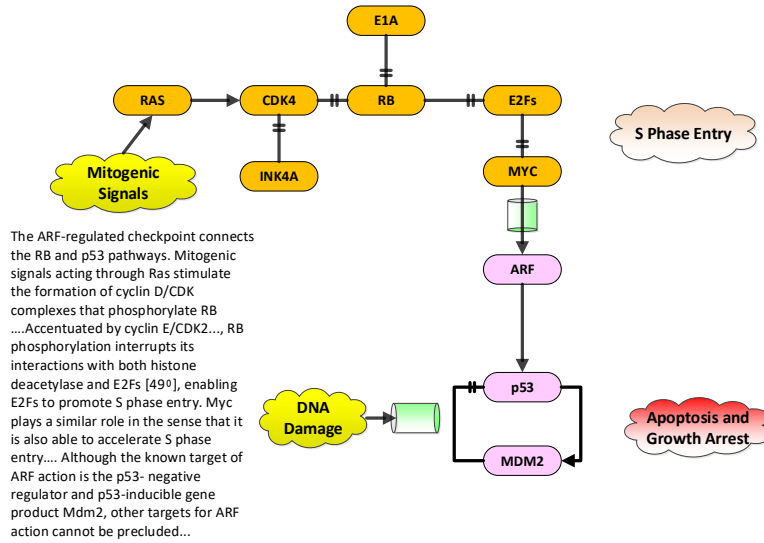 E1A
RAS
CDK4
RB
E2Fs
S Phase Entry
Mitogenic
Signals
INK4A
MYC
The ARF-regulated checkpoint connects
the RB and p53 pathways. Mitogenic
signals acting through Ras stimulate
the formation of cyclin D/CDK
complexes that phosphorylate RB
....Accentuated by cyclin E/CDK2..., RB
phosphorylation interrupts its
interactions with both histone
deacetylase and E2Fs [49º], enabling
E2Fs to promote S phase entry. Myc
plays a similar role in the sense that it
is also able to accelerate S phase
entry.... Although the known target of
ARF action is the p53- negative
regulator and p53-inducible gene
product Mdm2, other targets for ARF
action cannot be precluded...
ARF
p53
DNA
Damage
Apoptosis and
Growth Arrest
MDM2